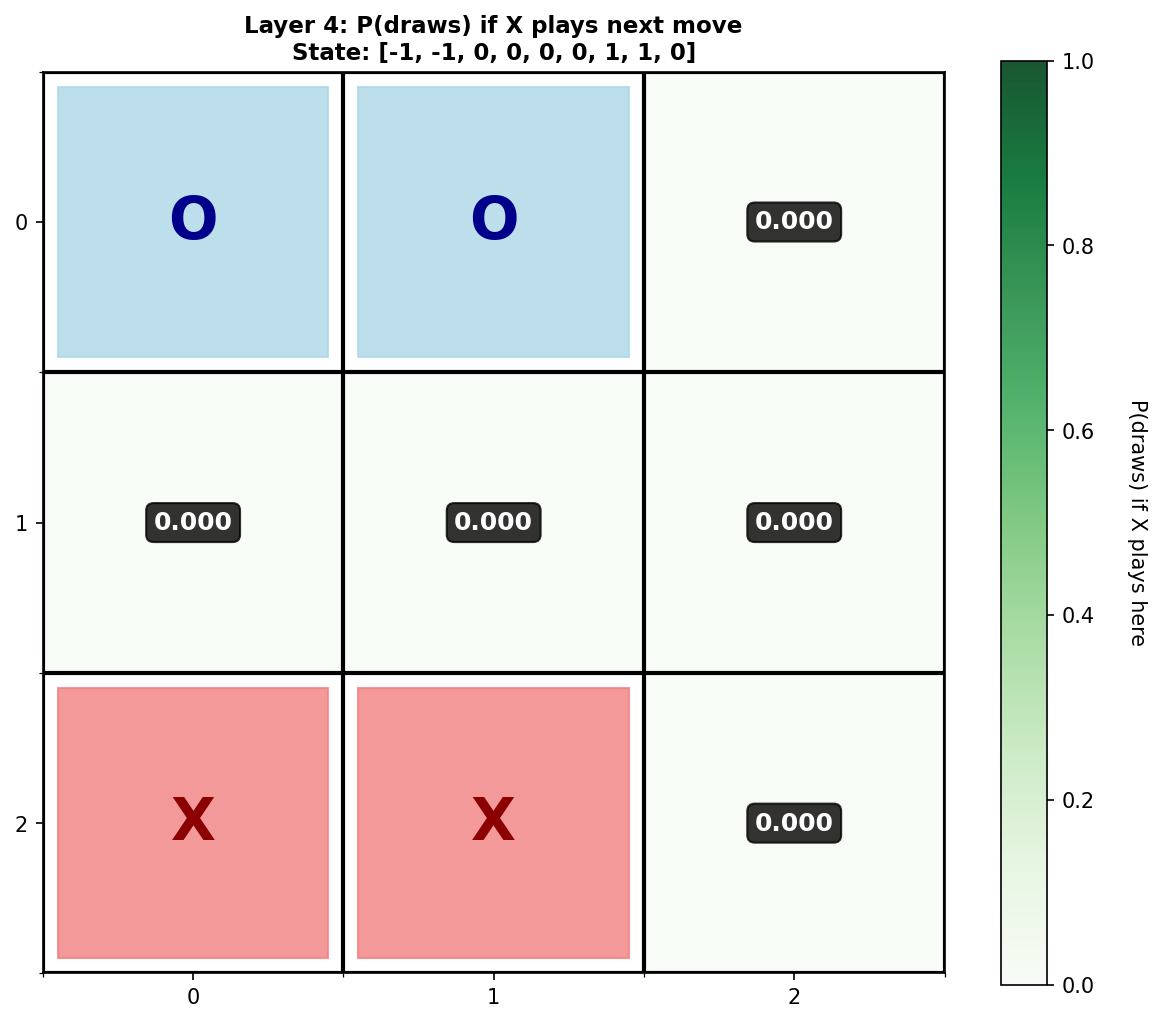 Layer 4: P(draws) if X plays next move
State: [-1, -1, 0, 0, 0, 0, 1, 1, 0]
0
O
O
0.000
1
0.000
0.000
0.000
2
X
X
0.000
0
1
2
1.0
0.8
0.6
0.4
0.2
0.0
P(draws) if X plays here